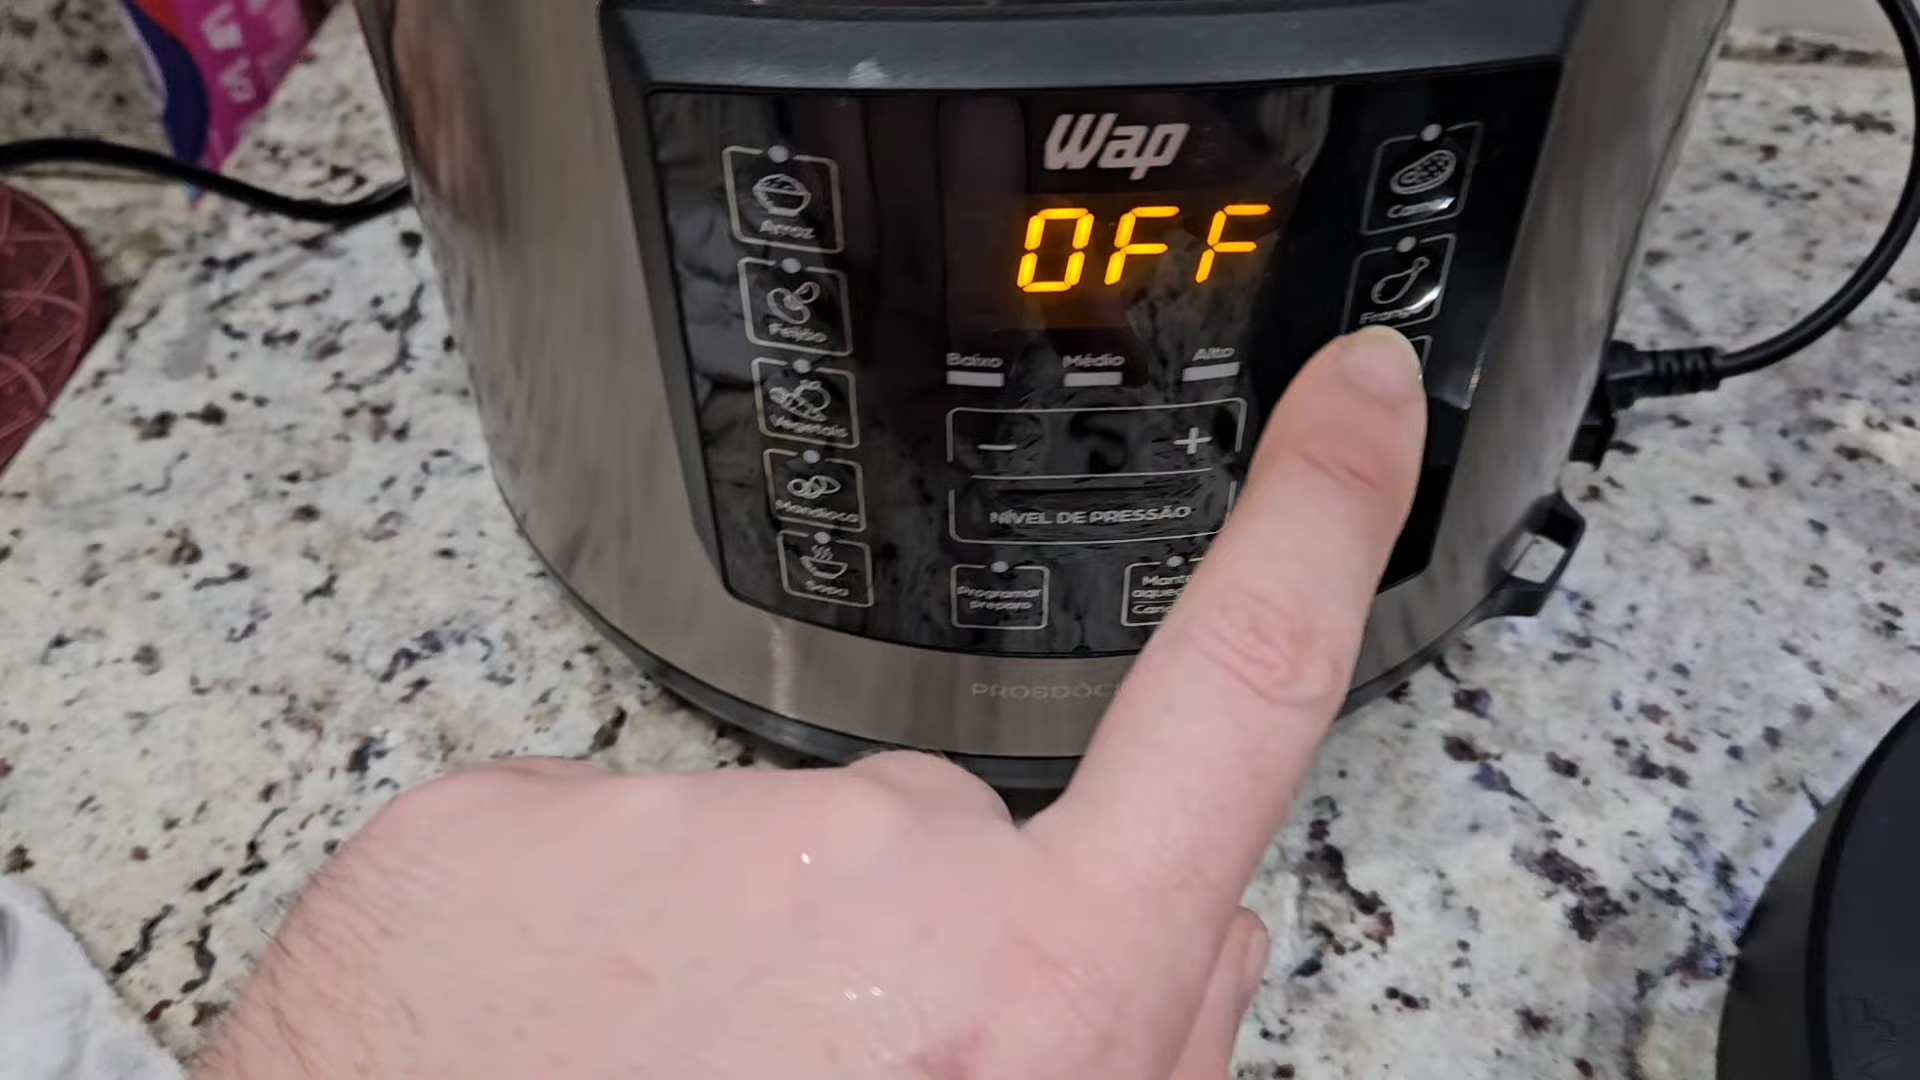 Wap
OFF
Arroz
Feijão
Vegetais
Mandioca
Sopa
Carne
Frango
Baixo Médio Alto
- +
NÍVEL DE PRESSÃO
Programar
preparo